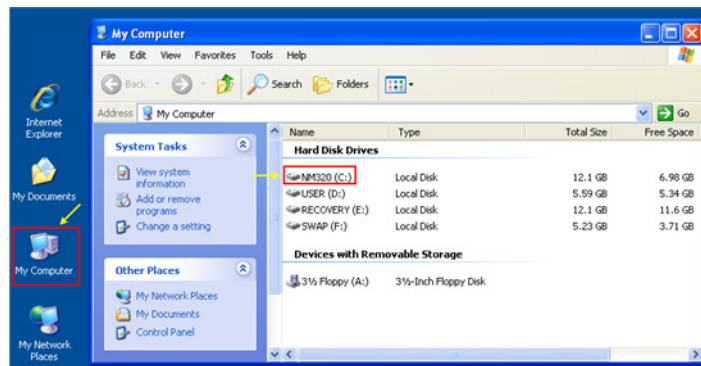 Internet
Explorer
My Documents
My Computer
My Network
Places
My Computer
File Edit View Favorites Tools Help
Back Search Folders
Address My Computer Go
System Tasks
View system
information
Add or remove
programs
Change a setting
Other Places
My Network Places
My Documents
Control Panel
Name Type Total Size Free Space
Hard Disk Drives
NM320 (C:) Local Disk 12.1 GB 6.98 GB
USER (D:) Local Disk 5.59 GB 5.34 GB
RECOVERY (E:) Local Disk 12.1 GB 11.6 GB
SWAP (F:) Local Disk 5.23 GB 3.71 GB
Devices with Removable Storage
3½ Floppy (A:) 3½-Inch Floppy Disk